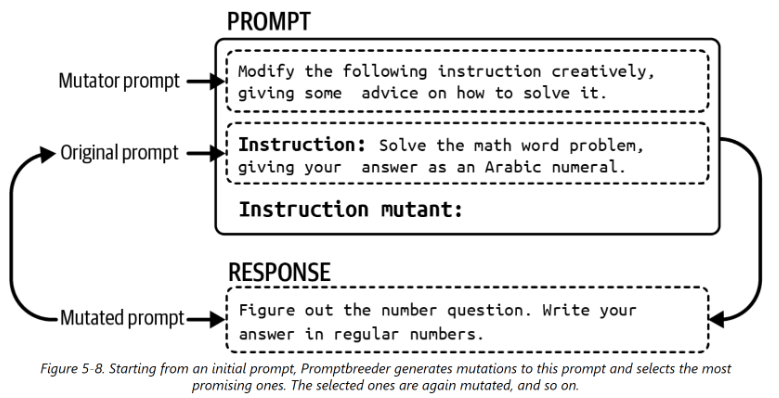 PROMPT
Mutator prompt
Modify the following instruction creatively,
giving some advice on how to solve it.
Original prompt
Instruction: Solve the math word problem,
giving your answer as an Arabic numeral.
Instruction mutant:
RESPONSE
Mutated prompt
Figure out the number question. Write your
answer in regular numbers.
Figure 5-8. Starting from an initial prompt, Promptbreeder generates mutations to this prompt and selects the most
promising ones. The selected ones are again mutated, and so on.